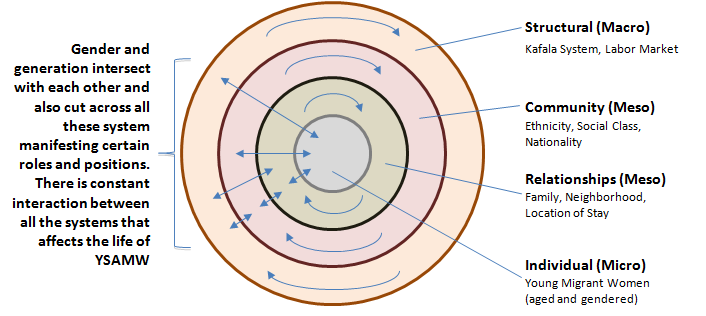 Gender and
generation intersect
with each other and
also cut across all
these system
manifesting certain
roles and positions.
There is constant
interaction between
all the systems that
affects the life of
YSAMW
Structural (Macro)
Kafala System, Labor Market
Community (Meso)
Ethnicity, Social Class,
Nationality
Relationships (Meso)
Family, Neighborhood,
Location of Stay
Individual (Micro)
Young Migrant Women
(aged and gendered)